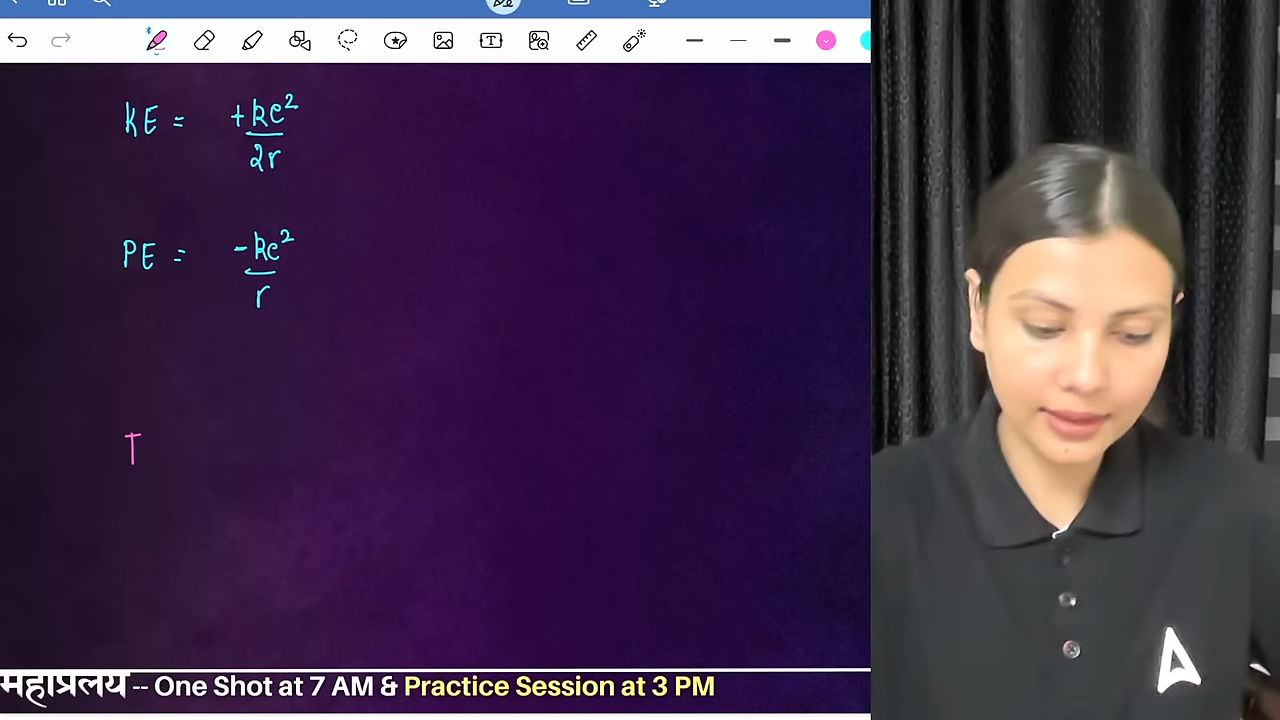 KE = +ke²/2r
PE = -ke²/r
T
महाप्रलय -- One Shot at 7 AM & Practice Session at 3 PM